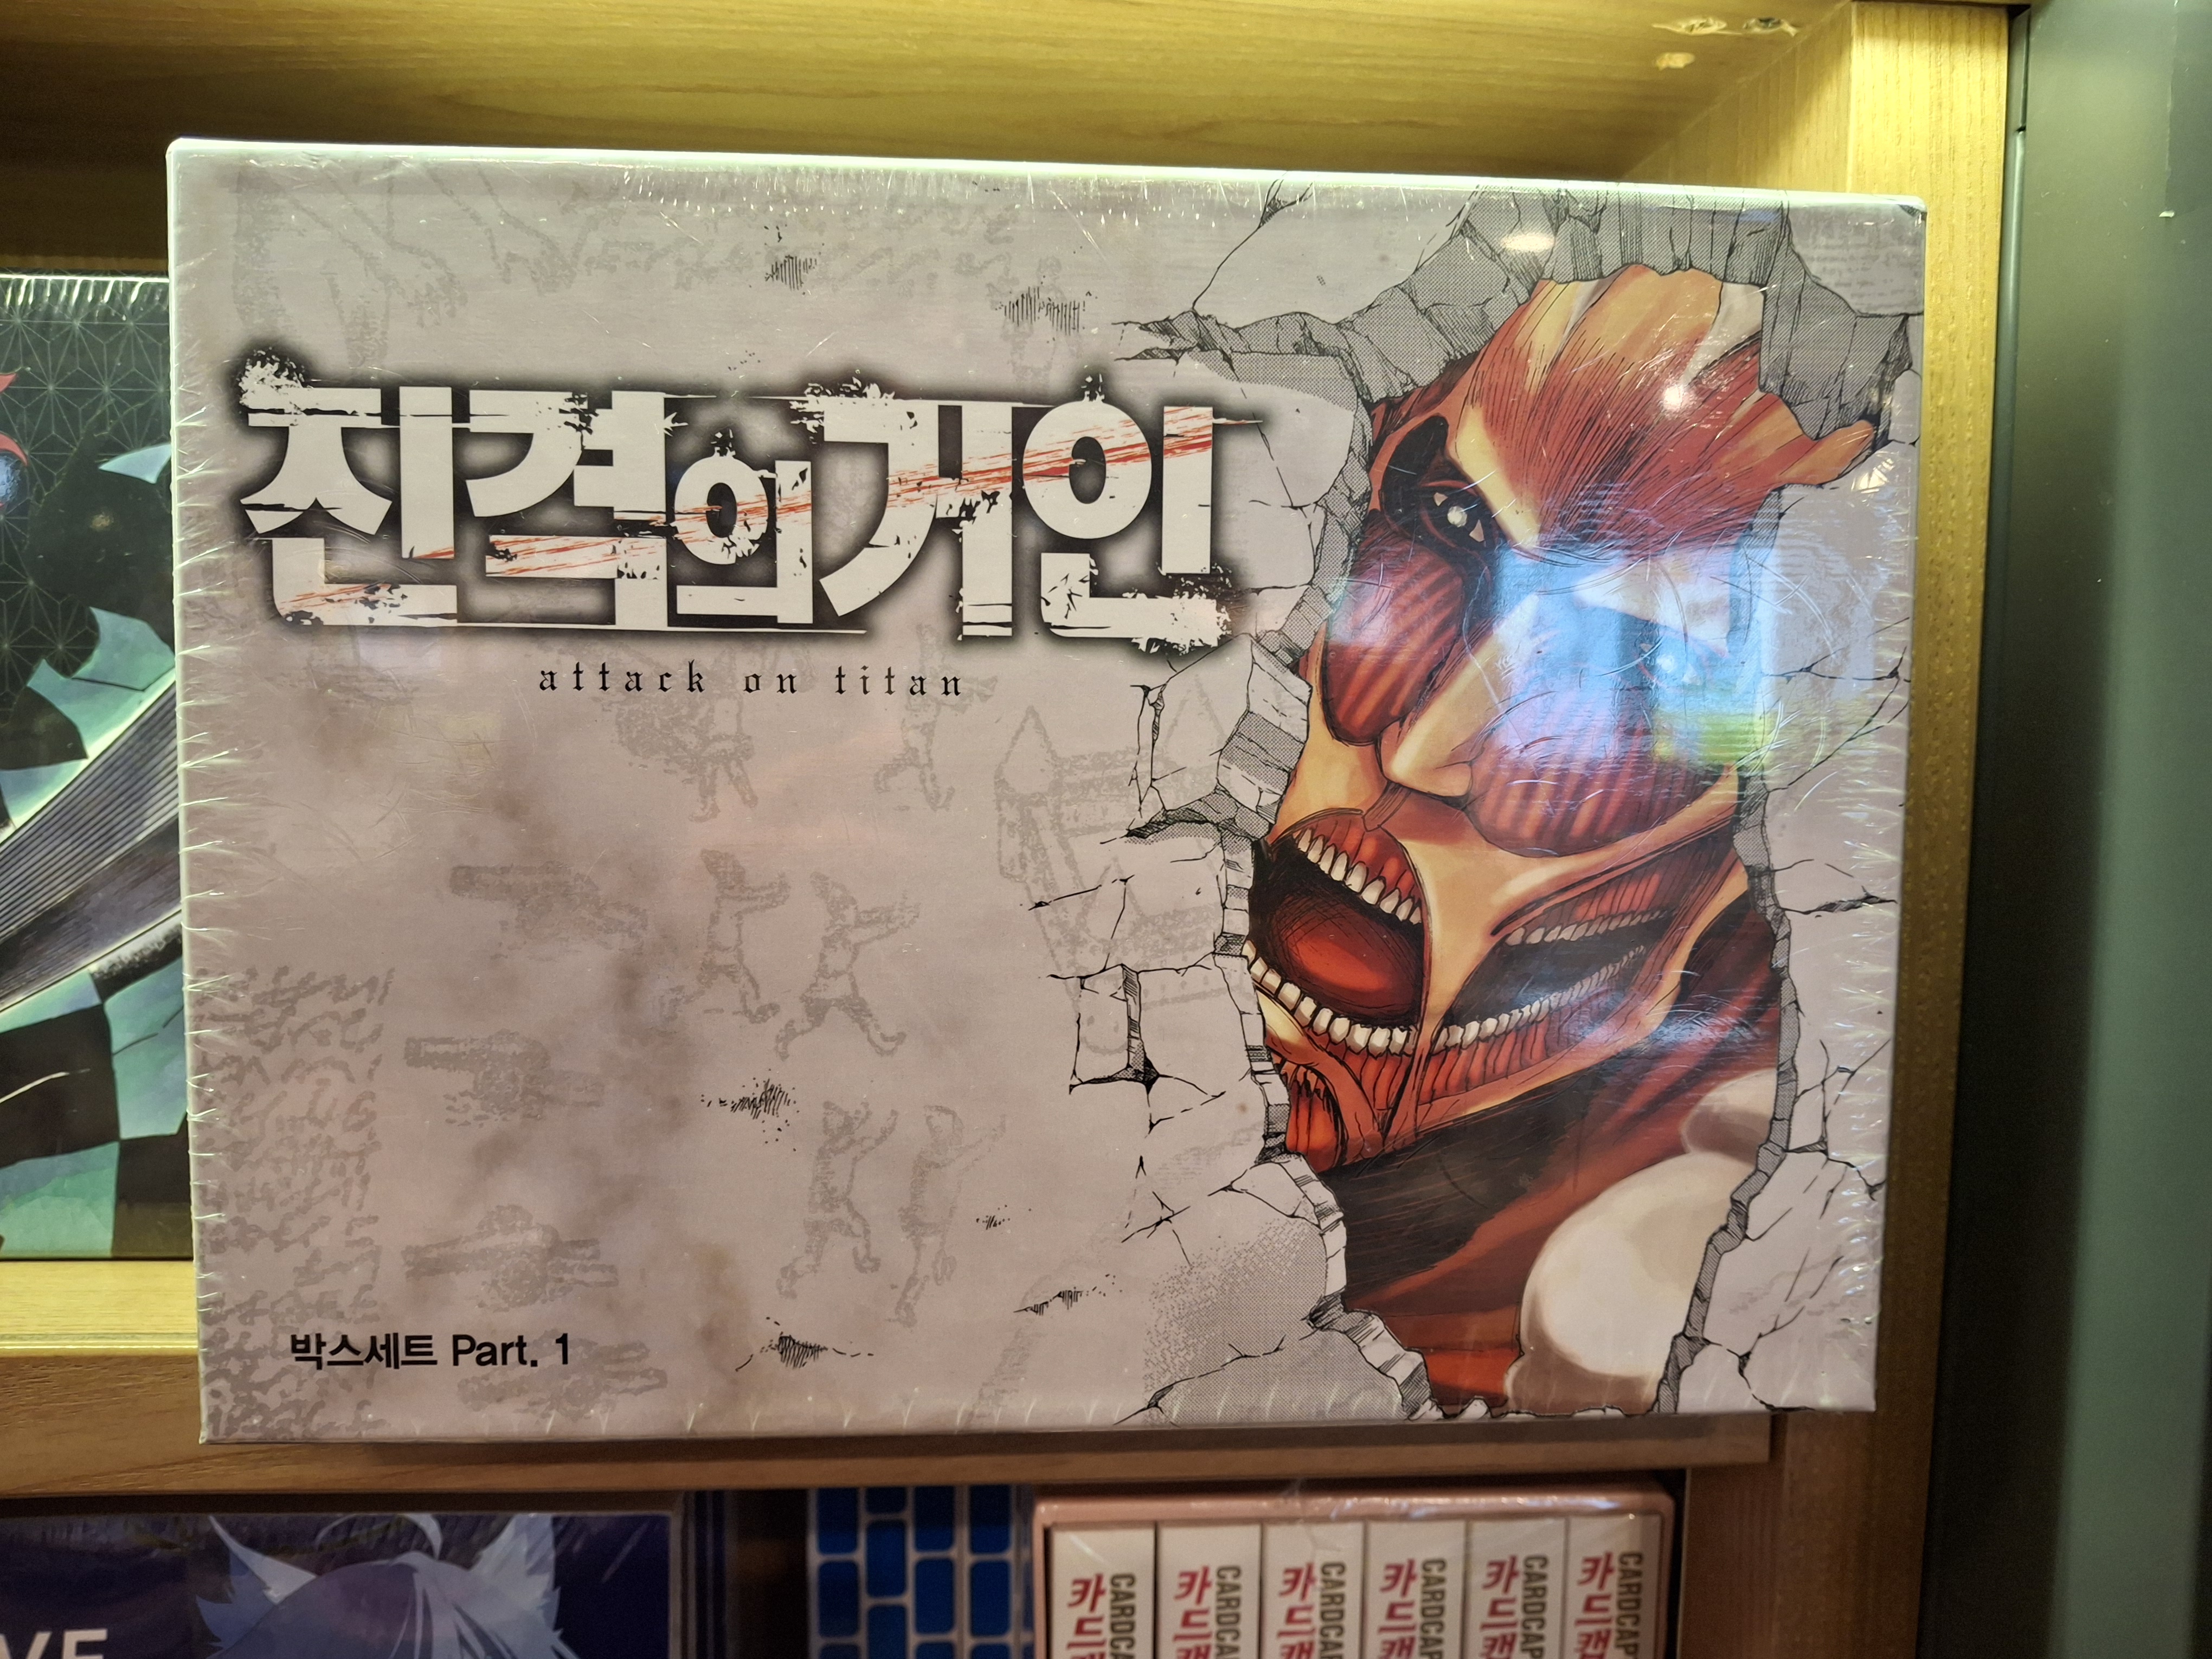 진격의 거인
attack on titan
박스세트 Part. 1